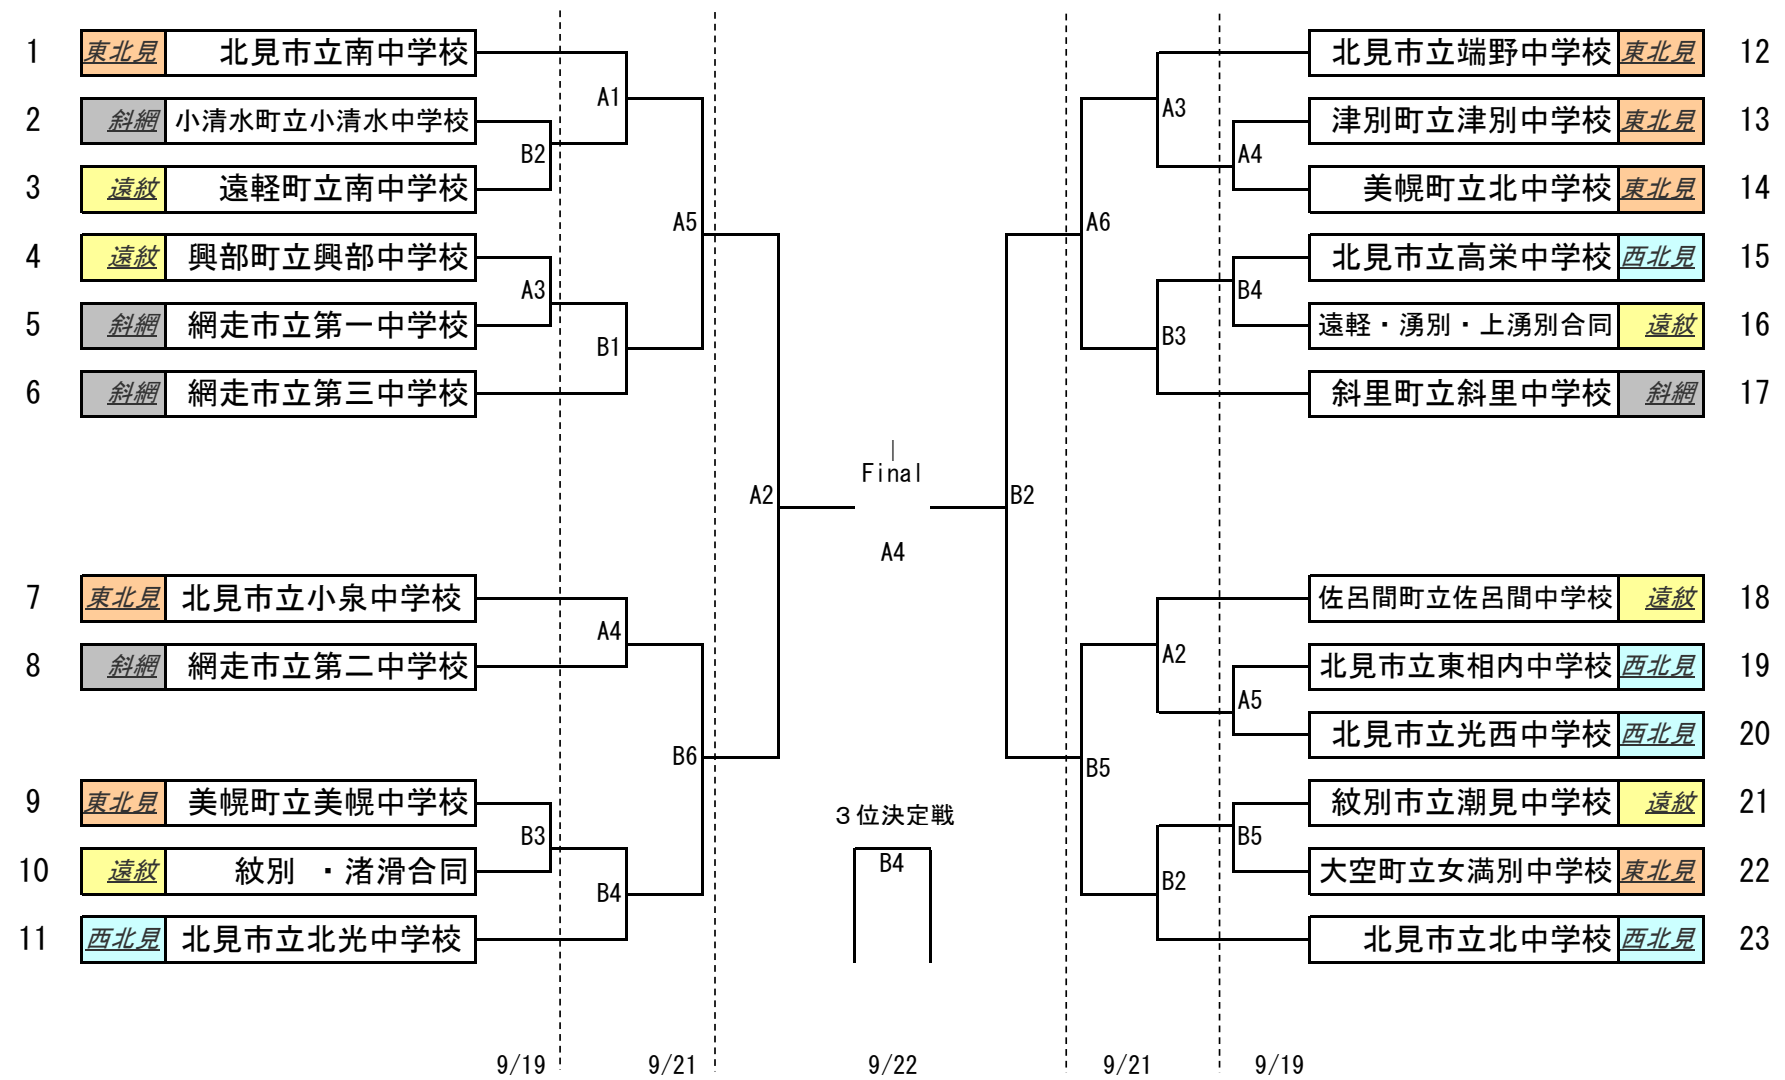 1 東北見 北見市立南中学校
2 斜網 小清水町立小清水中学校
3 遠紋 遠軽町立南中学校
4 遠紋 興部町立興部中学校
5 斜網 網走市立第一中学校
6 斜網 網走市立第三中学校
7 東北見 北見市立小泉中学校
8 斜網 網走市立第二中学校
9 東北見 美幌町立美幌中学校
10 遠紋 紋別 ・渚滑合同
11 西北見 北見市立北光中学校
A1
B2
A5
A3
B1
A2
A4
B6
B3
B4
|
Final
A4
３位決定戦
B4
A3
A4
A6
B4
B3
B2
A2
A5
B5
B5
B2
北見市立端野中学校 東北見 12
津別町立津別中学校 東北見 13
美幌町立北中学校 東北見 14
北見市立高栄中学校 西北見 15
遠軽・湧別・上湧別合同 遠紋 16
斜里町立斜里中学校 斜網 17
佐呂間町立佐呂間中学校 遠紋 18
北見市立東相内中学校 西北見 19
北見市立光西中学校 西北見 20
紋別市立潮見中学校 遠紋 21
大空町立女満別中学校 東北見 22
北見市立北中学校 西北見 23
9/19 9/21 9/22 9/21 9/19